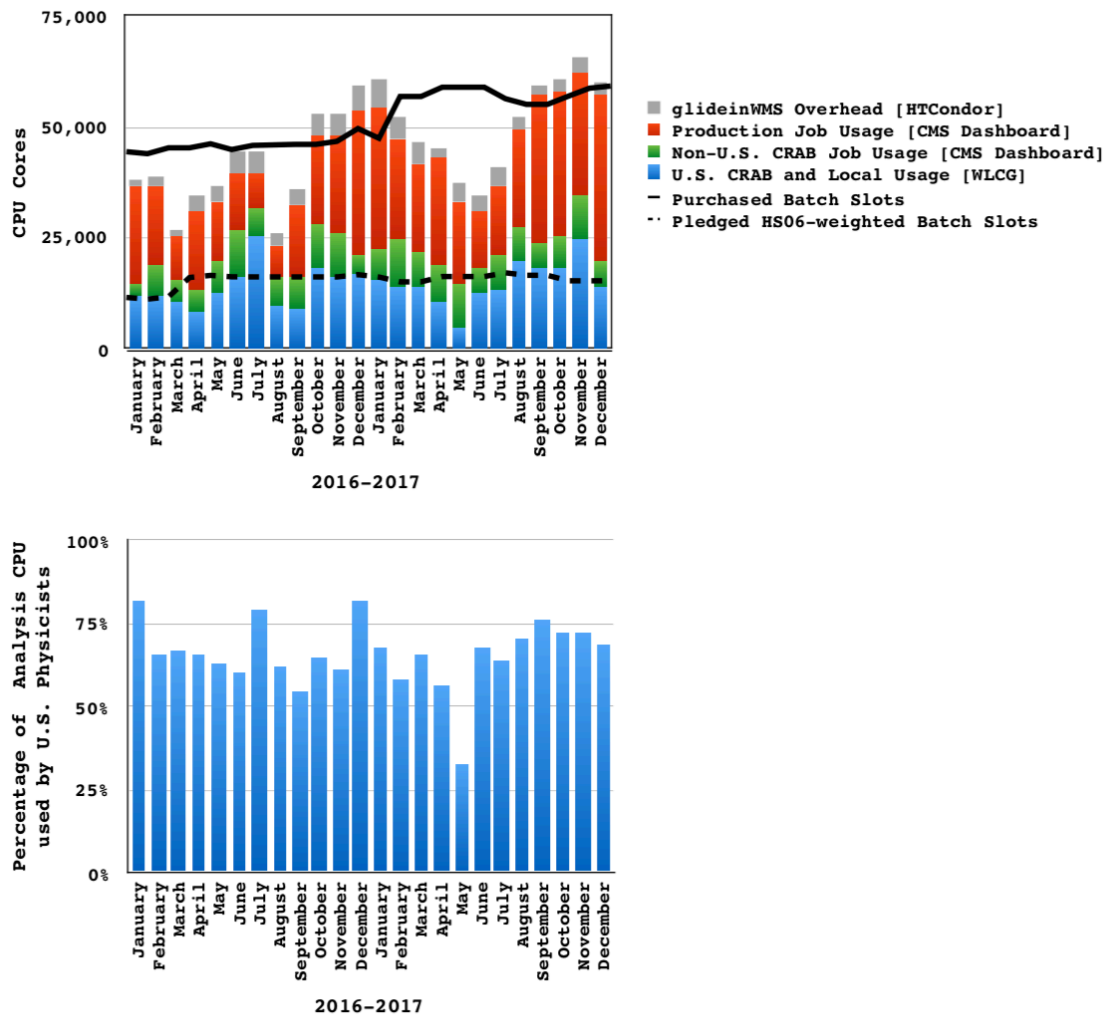 75,000
50,000
25,000
0
CPU Cores
January
February
March
April
May
June
July
August
September
October
November
December
January
February
March
April
May
June
July
August
September
October
November
December
2016-2017
glideinWMS Overhead [HTCondor]
Production Job Usage [CMS Dashboard]
Non-U.S. CRAB Job Usage [CMS Dashboard]
U.S. CRAB and Local Usage [WLCG]
Purchased Batch Slots
Pledged HS06-weighted Batch Slots
100%
75%
50%
25%
0%
Percentage of Analysis CPU
used by U.S. Physicists
January
February
March
April
May
June
July
August
September
October
November
December
January
February
March
April
May
June
July
August
September
October
November
December
2016-2017